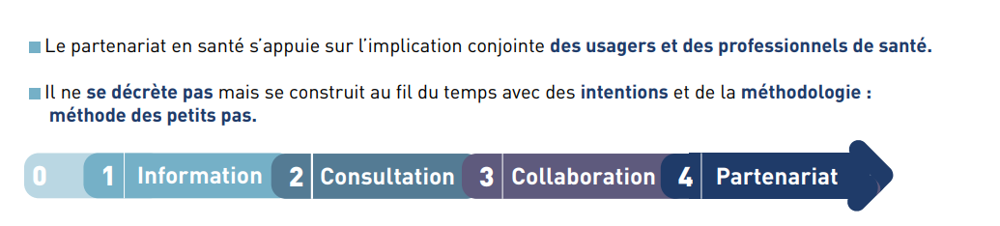 Le partenariat en santé s’appuie sur l’implication conjointe des usagers et des professionnels de santé.
Il ne se décrète pas mais se construit au fil du temps avec des intentions et de la méthodologie :
méthode des petits pas.
0 1 Information 2 Consultation 3 Collaboration 4 Partenariat